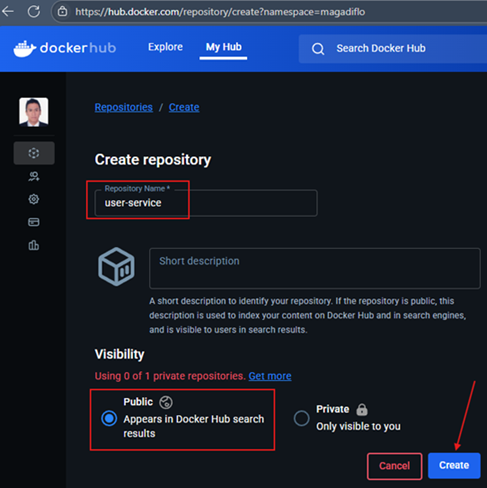 https://hub.docker.com/repository/create?namespace=magadiflo
dockerhub
Explore
My Hub
Search Docker Hub
Repositories / Create
Create repository
Repository Name *
user-service
Short description
A short description to identify your repository. If the repository is public, this
description is used to index your content on Docker Hub and in search engines,
and is visible to users in search results.
Visibility
Using 0 of 1 private repositories. Get more
Public
Appears in Docker Hub search
results
Private
Only visible to you
Cancel
Create